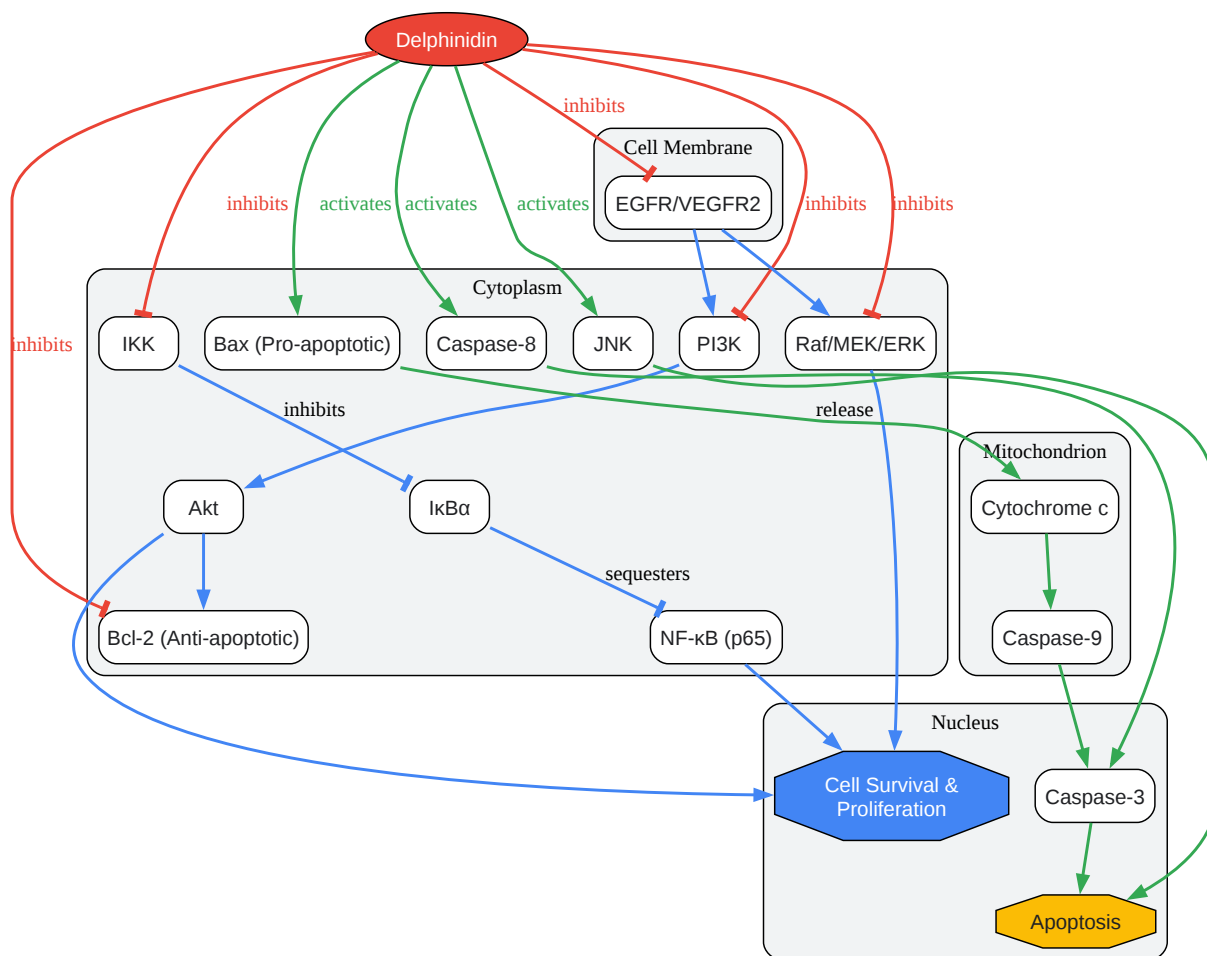 Delphinidin
inhibits
Cell Membrane
EGFR/VEGFR2
inhibits
activates
activates
activates
inhibits
inhibits
Cytoplasm
inhibits
IKK
Bax (Pro-apoptotic)
Caspase-8
JNK
PI3K
Raf/MEK/ERK
inhibits
release
Mitochondrion
Akt
IκBα
Cytochrome c
sequesters
Bcl-2 (Anti-apoptotic)
NF-κB (p65)
Caspase-9
Nucleus
Cell Survival &
Proliferation
Caspase-3
Apoptosis